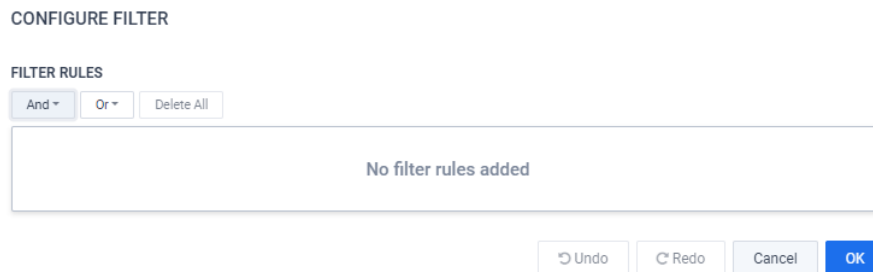 CONFIGURE FILTER
FILTER RULES
And Or Delete All
No filter rules added
Undo Redo Cancel OK